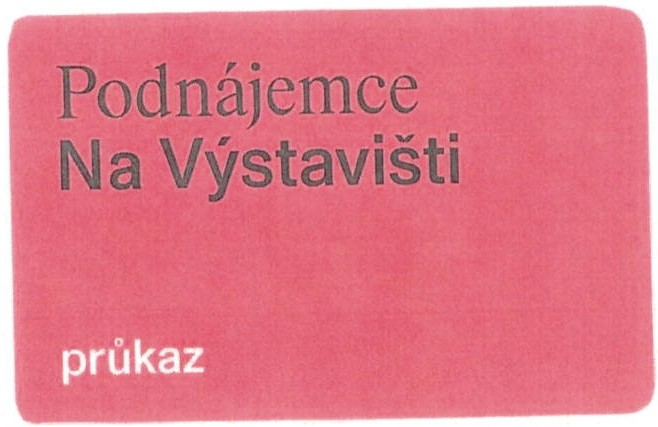 Podnájemce
Na Výstavišti
průkaz